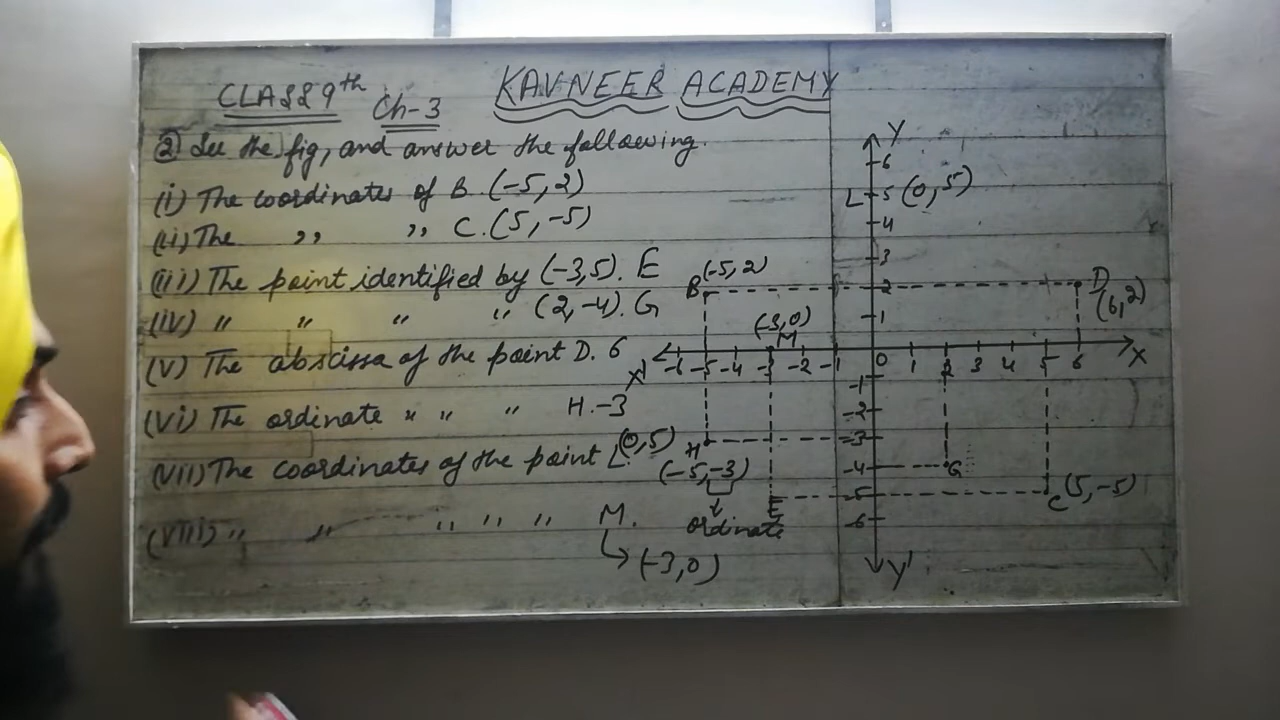 CLASS 9th Ch-3 KAVNEER ACADEMY
② See the fig, and answer the following.
(i) The coordinates of B. (-5, 2)
(ii) The ,, ,, C. (5, -5)
(iii) The point identified by (-3,5). E
(iv) " " " " (2, -4). G
(v) The abscissa of the point D. 6
(vi) The ordinate " " " H. -3
(vii) The coordinates of the point L. (0,5)
(viii) " " " " " M.
↳ (-3,0)
Y
6
L 5 (0,5)
4
3
B (-5,2) 2 D (6,2)
1
(-3,0)
M
X' -6 -5 -4 -3 -2 -1 0 1 2 3 4 5 6 X
-1
-2
H -3
(-5,-3)
ordinate
-4 G
E -5 C (5,-5)
-6
Y'